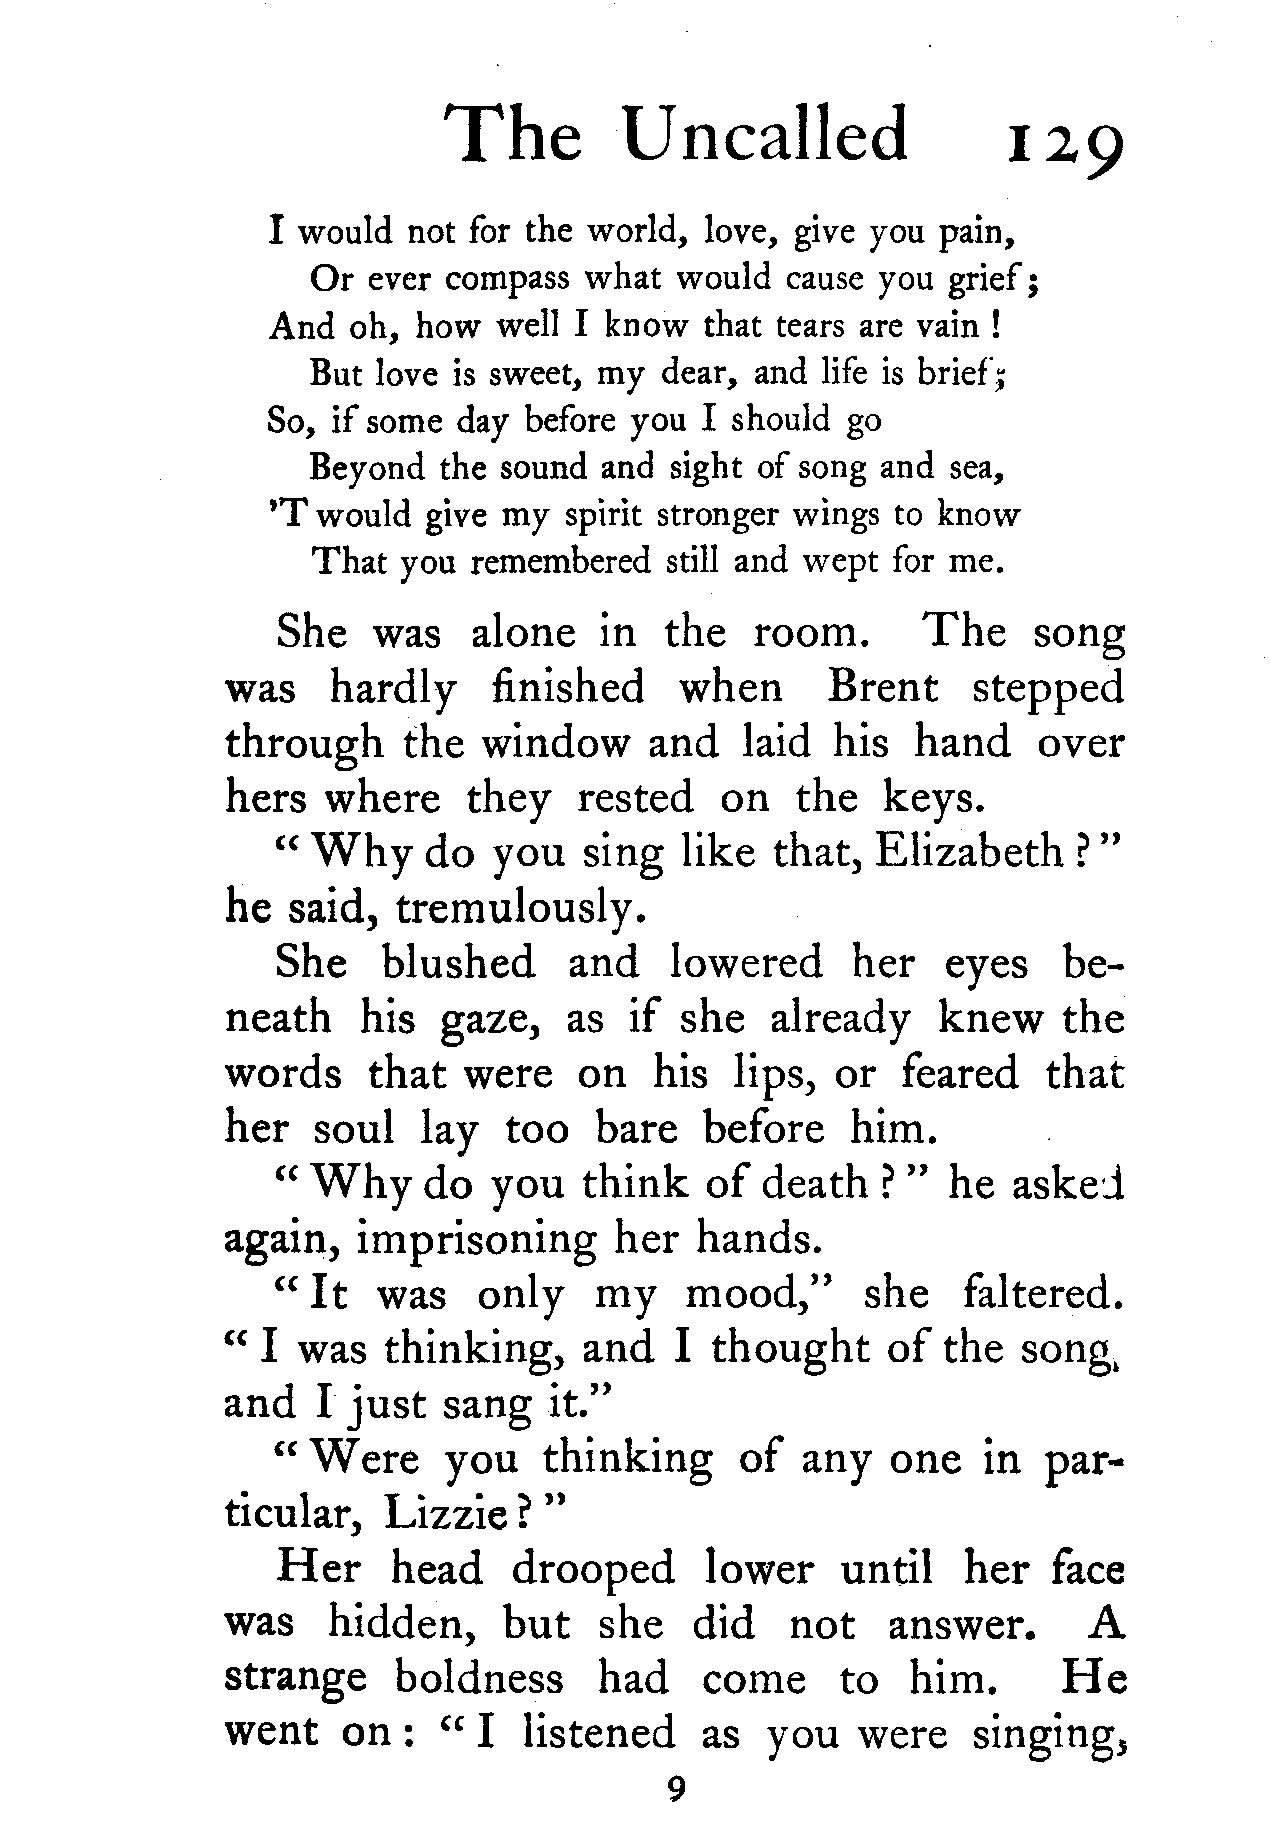 The Uncalled 129
I would not for the world, love, give you pain,
Or ever compass what would cause you grief;
And oh, how well I know that tears are vain !
But love is sweet, my dear, and life is brief;
So, if some day before you I should go
Beyond the sound and sight of song and sea,
'T would give my spirit stronger wings to know
That you remembered still and wept for me.
She was alone in the room. The song
was hardly finished when Brent stepped
through the window and laid his hand over
hers where they rested on the keys.
“ Why do you sing like that, Elizabeth ? ”
he said, tremulously.
She blushed and lowered her eyes be-
neath his gaze, as if she already knew the
words that were on his lips, or feared that
her soul lay too bare before him.
“ Why do you think of death ? ” he asked
again, imprisoning her hands.
“ It was only my mood,” she faltered.
“ I was thinking, and I thought of the song,
and I just sang it.”
“ Were you thinking of any one in par-
ticular, Lizzie ? ”
Her head drooped lower until her face
was hidden, but she did not answer. A
strange boldness had come to him. He
went on : “ I listened as you were singing,
9